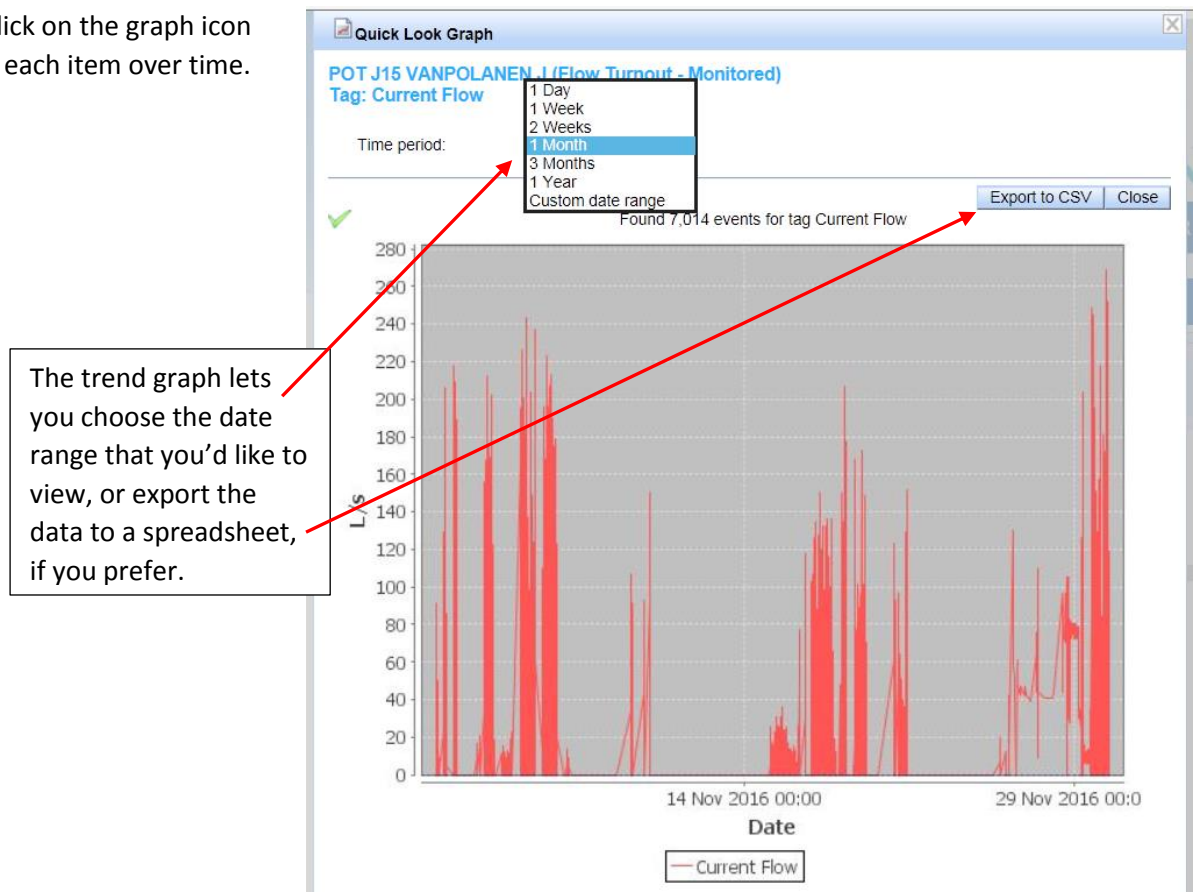 lick on the graph icon
each item over time.
Quick Look Graph
POT J15 VANPOLANEN J (Flow Turnout - Monitored)
Tag: Current Flow
Time period:
1 Day
1 Week
2 Weeks
1 Month
3 Months
1 Year
Custom date range
Export to CSV
Close
Found 7,014 events for tag Current Flow
The trend graph lets
you choose the date
range that you’d like to
view, or export the
data to a spreadsheet,
if you prefer.
280
260
240
220
200
180
160
140
120
100
80
60
40
20
0
L/s
14 Nov 2016 00:00
29 Nov 2016 00:0
Date
Current Flow